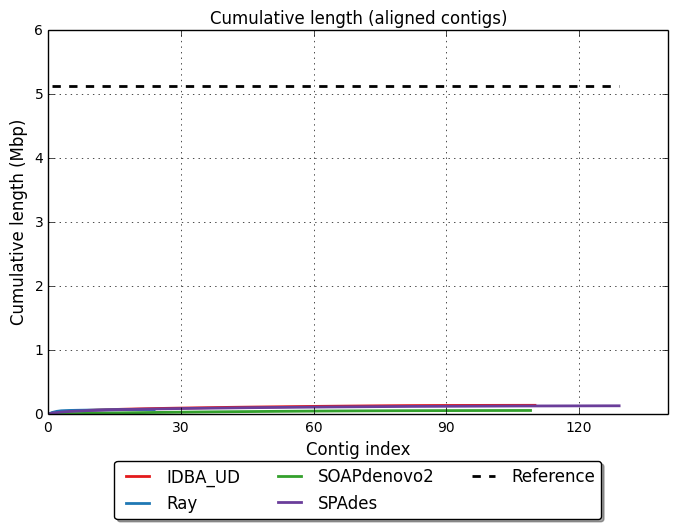 Cumulative length (aligned contigs)
6
5
4
3
2
1
0
Cumulative length (Mbp)
0 30 60 90 120
Contig index
IDBA_UD SOAPdenovo2 Reference
Ray SPAdes